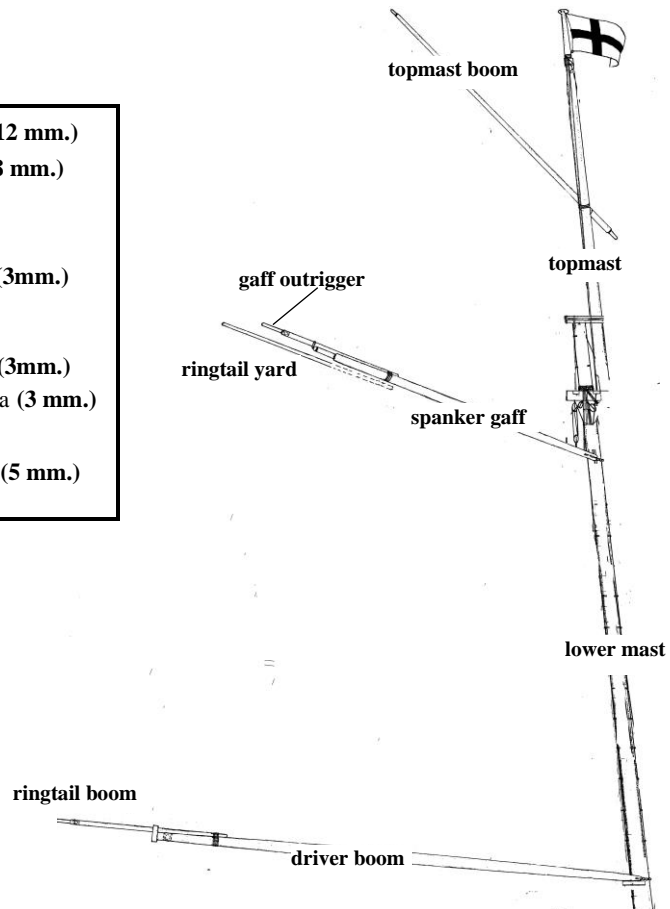 12 mm.)
mm.)
(3mm.)
(3mm.)
a (3 mm.)
(5 mm.)
topmast boom
topmast
gaff outrigger
ringtail yard
spanker gaff
lower mast
ringtail boom
driver boom